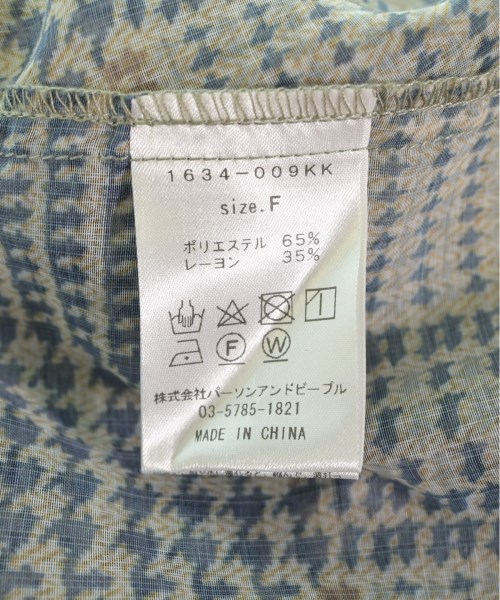 1634-009KK
size.F
ポリエステル 65%
レーヨン 35%
F W
株式会社パーソンアンドピープル
03-5785-1821
MADE IN CHINA